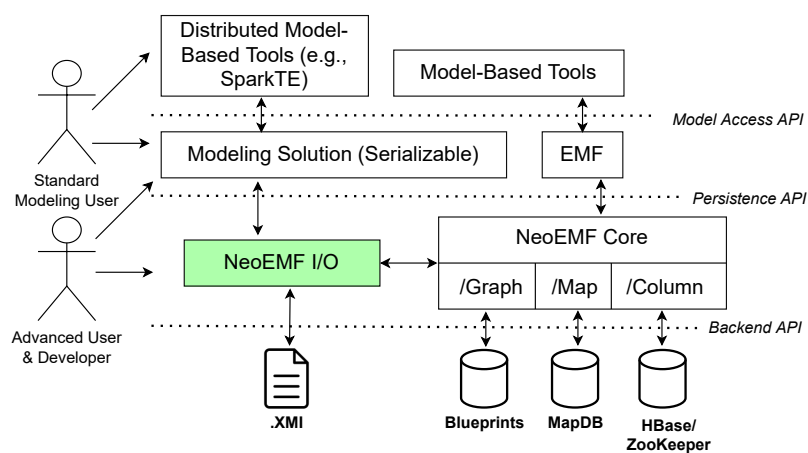 Distributed Model-
Based Tools (e.g.,
SparkTE)
Model-Based Tools
Model Access API
Modeling Solution (Serializable)
EMF
Standard
Modeling User
Persistence API
NeoEMF Core
NeoEMF I/O
/Graph
/Map
/Column
Advanced User
& Developer
Backend API
.XMI
Blueprints
MapDB
HBase/
ZooKeeper